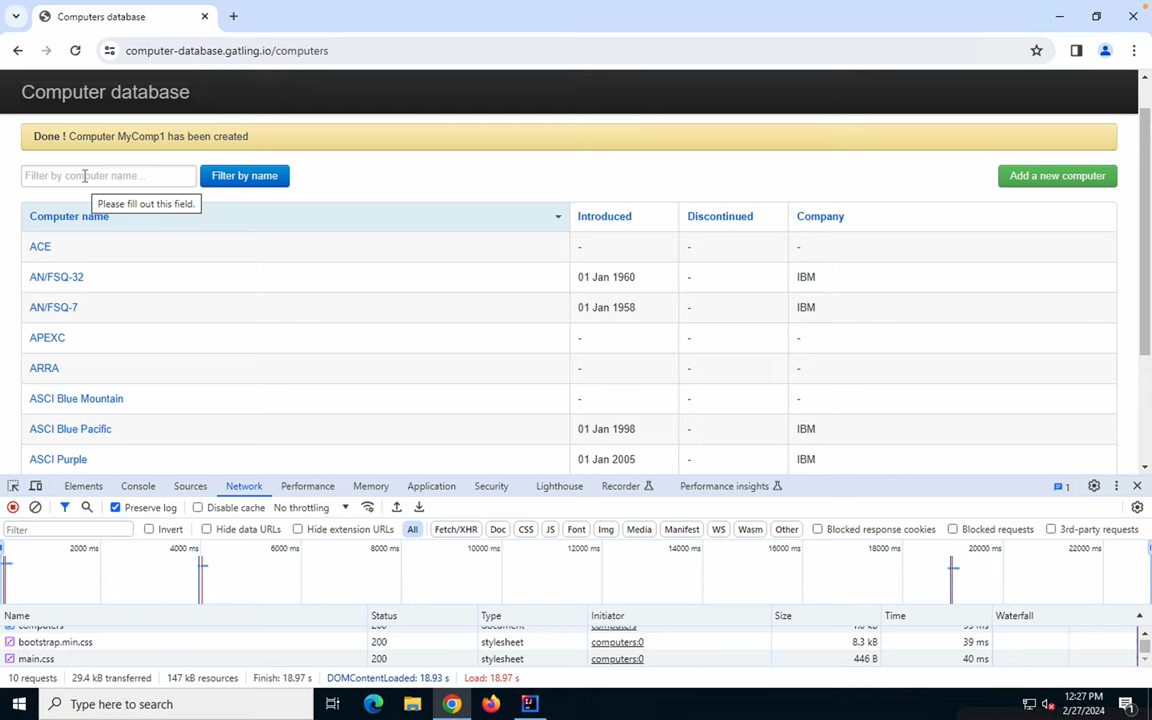 Computers database
computer-database.gatling.io/computers
Computer database
Done ! Computer MyComp1 has been created
Filter by computer name...
Filter by name
Add a new computer
Please fill out this field.
Computer name
Introduced
Discontinued
Company
ACE - - -
AN/FSQ-32 01 Jan 1960 - IBM
AN/FSQ-7 01 Jan 1958 - IBM
APEXC - - -
ARRA - - -
ASCI Blue Mountain - - -
ASCI Blue Pacific 01 Jan 1998 - IBM
ASCI Purple 01 Jan 2005 - IBM
Elements Console Sources Network Performance Memory Application Security Lighthouse Recorder Performance insights 1
Preserve log Disable cache No throttling
Filter Invert Hide data URLs Hide extension URLs All Fetch/XHR Doc CSS JS Font Img Media Manifest WS Wasm Other Blocked response cookies Blocked requests 3rd-party requests
2000 ms 4000 ms 6000 ms 8000 ms 10000 ms 12000 ms 14000 ms 16000 ms 18000 ms 20000 ms 22000 ms
Name Status Type Initiator Size Time Waterfall
bootstrap.min.css 200 stylesheet computers:0 8.3 kB 39 ms
main.css 200 stylesheet computers:0 446 B 40 ms
10 requests 29.4 kB transferred 147 kB resources Finish: 18.97 s DOMContentLoaded: 18.93 s Load: 18.97 s
Type here to search
12:27 PM
2/27/2024
1